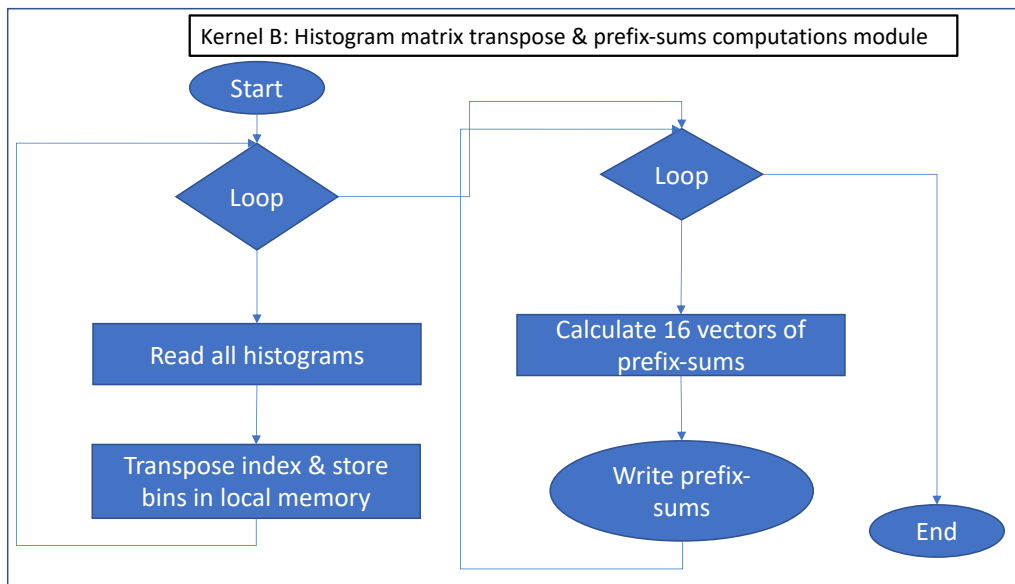 Kernel B: Histogram matrix transpose & prefix-sums computations module
Start
Loop
Read all histograms
Transpose index & store
bins in local memory
Loop
Calculate 16 vectors of
prefix-sums
Write prefix-
sums
End